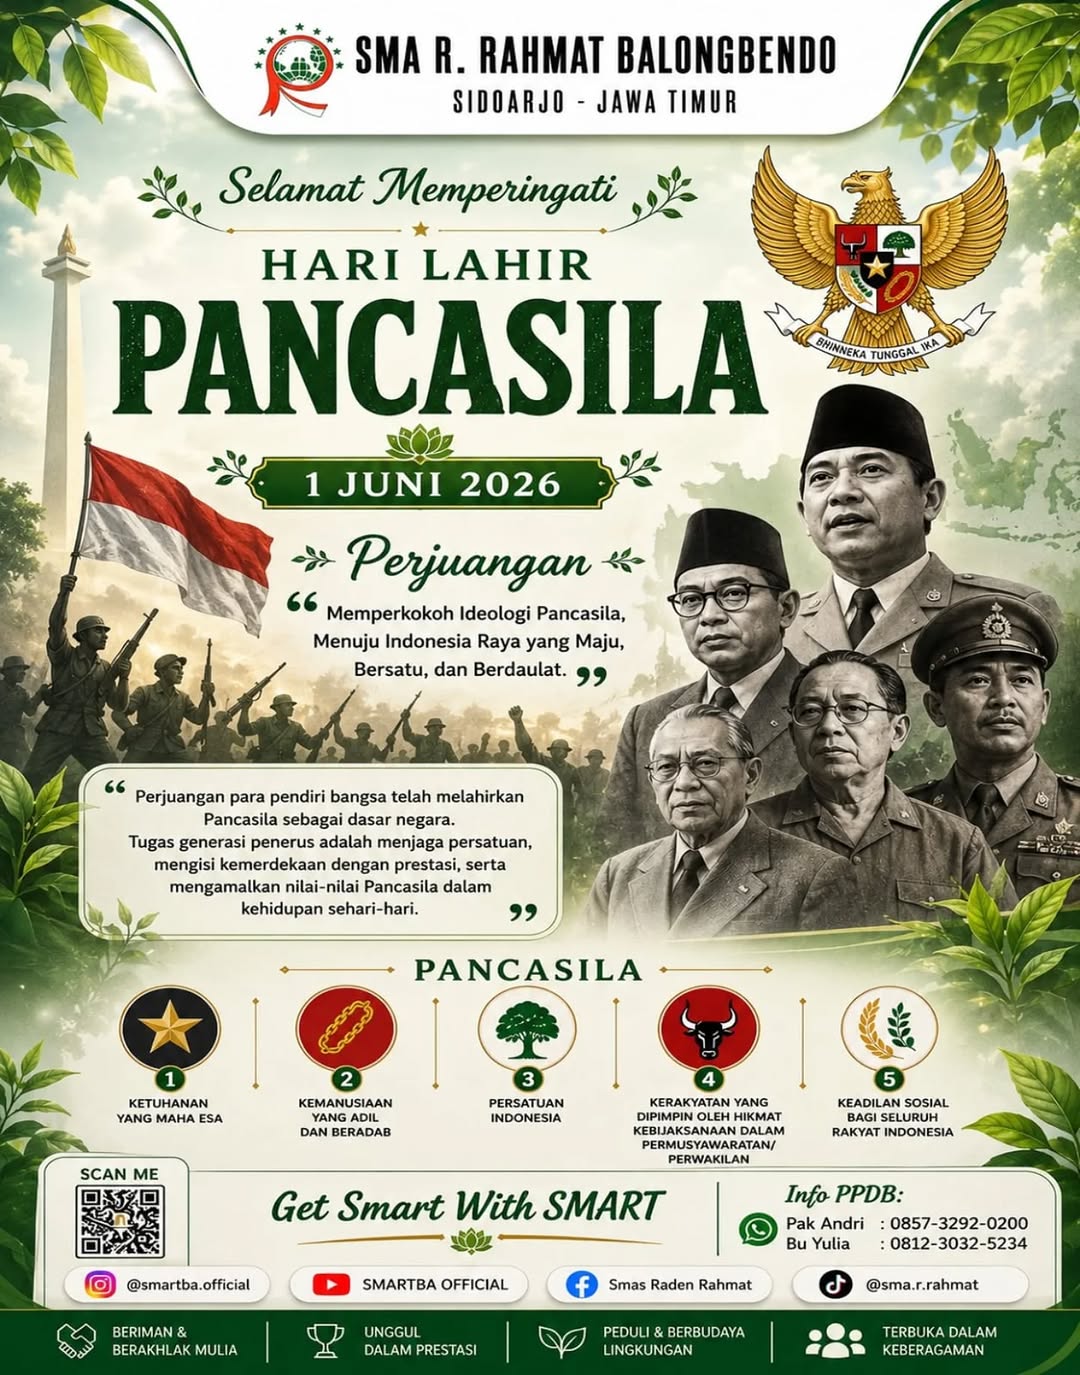 SMA R. RAHMAT BALONGBENDO
SIDOARJO - JAWA TIMUR
Selamat Memperingati
HARI LAHIR
PANCASILA
BHINNEKA TUNGGAL IKA
1 JUNI 2026
Perjuangan
“ Memperkokoh Ideologi Pancasila,
Menuju Indonesia Raya yang Maju,
Bersatu, dan Berdaulat. ”
“ Perjuangan para pendiri bangsa telah melahirkan
Pancasila sebagai dasar negara.
Tugas generasi penerus adalah menjaga persatuan,
mengisi kemerdekaan dengan prestasi, serta
mengamalkan nilai-nilai Pancasila dalam
kehidupan sehari-hari. ”
PANCASILA
1
KETUHANAN
YANG MAHA ESA
2
KEMANUSIAAN
YANG ADIL
DAN BERADAB
3
PERSATUAN
INDONESIA
4
KERAKYATAN YANG
DIPIMPIN OLEH HIKMAT
KEBIJAKSANAAN DALAM
PERMUSYAWARATAN/
PERWAKILAN
5
KEADILAN SOSIAL
BAGI SELURUH
RAKYAT INDONESIA
SCAN ME
Get Smart With SMART
Info PPDB:
Pak Andri : 0857-3292-0200
Bu Yulia : 0812-3032-5234
@smartba.official
SMARTBA OFFICIAL
Smas Raden Rahmat
@sma.r.rahmat
BERIMAN &
BERAKHLAK MULIA
UNGGUL
DALAM PRESTASI
PEDULI & BERBUDAYA
LINGKUNGAN
TERBUKA DALAM
KEBERAGAMAN